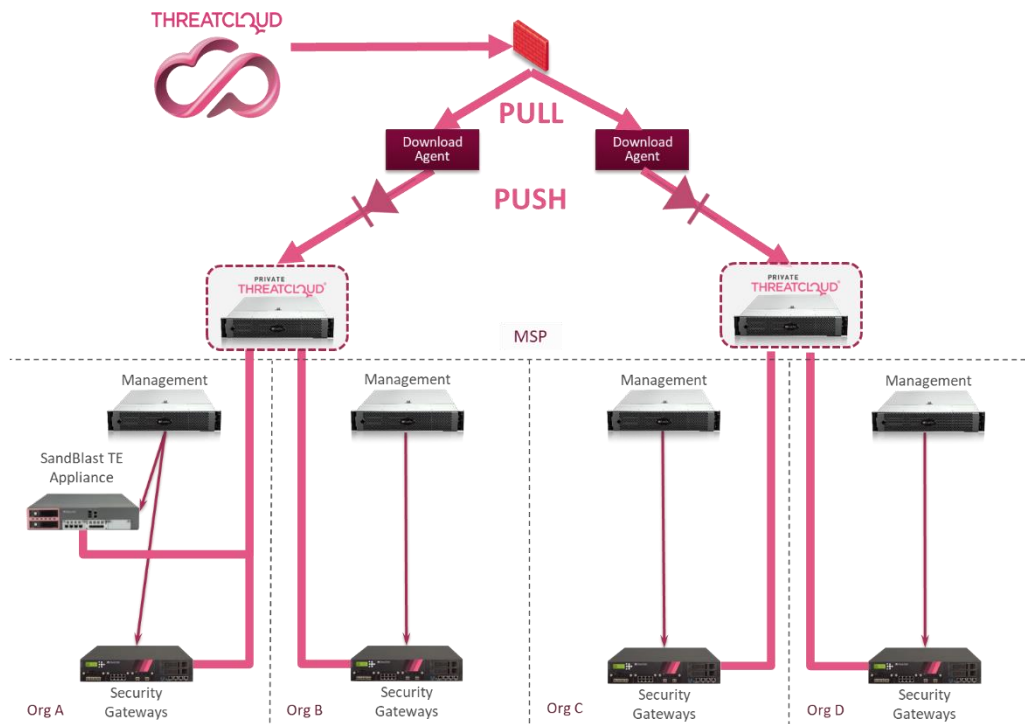 THREATCLOUD
PULL
Download
Agent
Download
Agent
PUSH
PRIVATE
THREATCLOUD
PRIVATE
THREATCLOUD
MSP
Management
Management
Management
Management
SandBlast TE
Appliance
Security
Gateways
Security
Gateways
Security
Gateways
Security
Gateways
Org A
Org B
Org C
Org D